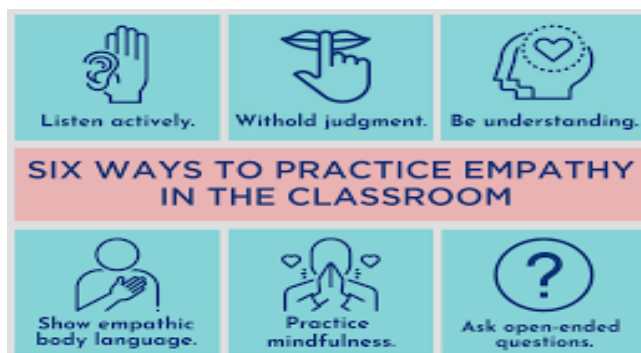 Listen actively.
Withold judgment.
Be understanding.
SIX WAYS TO PRACTICE EMPATHY
IN THE CLASSROOM
Show empathic
body language.
Practice
mindfulness.
?
Ask open-ended
questions.